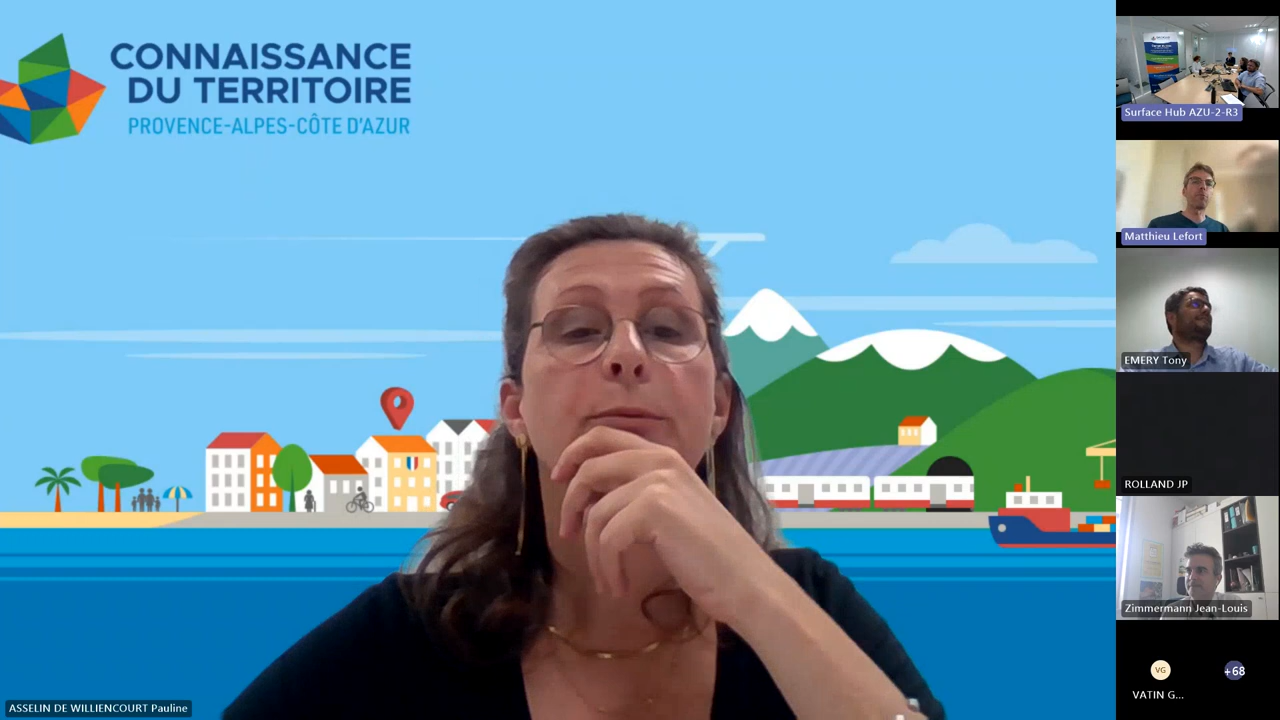 CONNAISSANCE
DU TERRITOIRE
PROVENCE-ALPES-CÔTE D'AZUR
ASSELIN DE WILLIENCOURT Pauline
Surface Hub AZU-2-R3
Matthieu Lefort
EMERY Tony
ROLLAND JP
Zimmermann Jean-Louis
VG
+68
VATIN G...